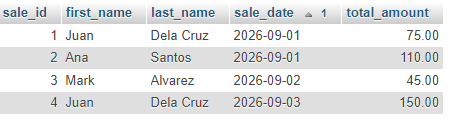 sale_id first_name last_name sale_date 1 total_amount
1 Juan Dela Cruz 2026-09-01 75.00
2 Ana Santos 2026-09-01 110.00
3 Mark Alvarez 2026-09-02 45.00
4 Juan Dela Cruz 2026-09-03 150.00